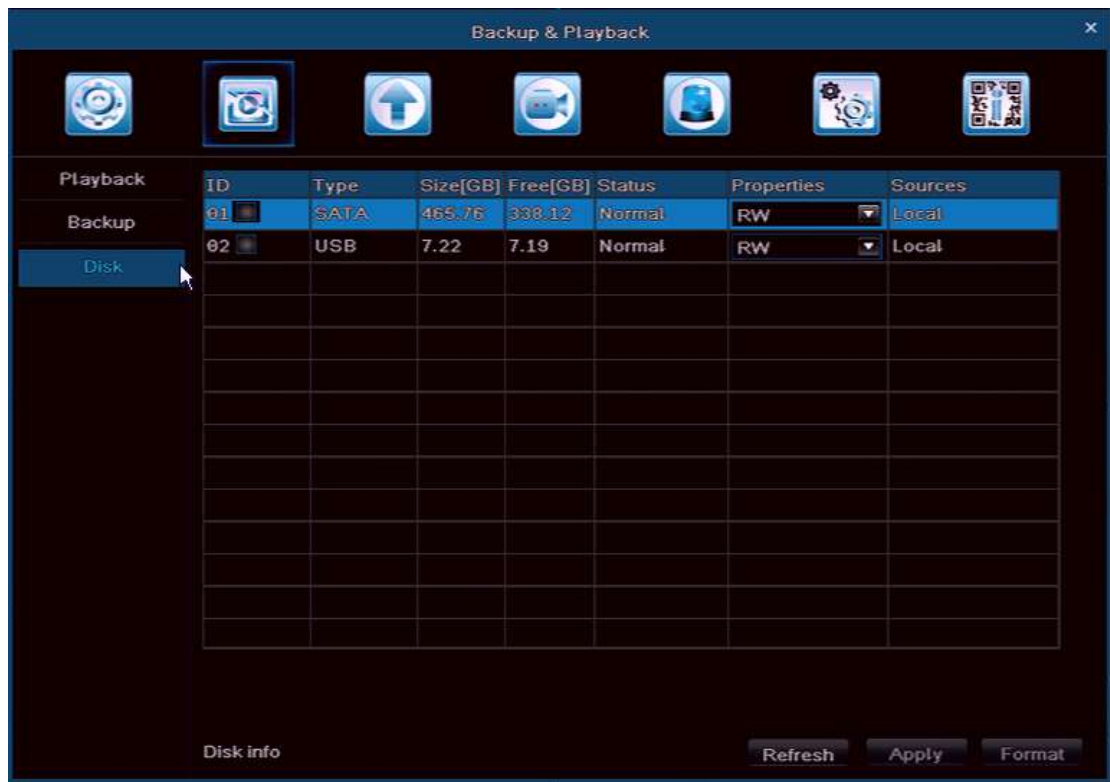 Backup & Playback ×
Playback
Backup
Disk
ID Type Size[GB] Free[GB] Status Properties Sources
01 SATA 465.76 338.12 Normal RW Local
02 USB 7.22 7.19 Normal RW Local
Disk info Refresh Apply Format